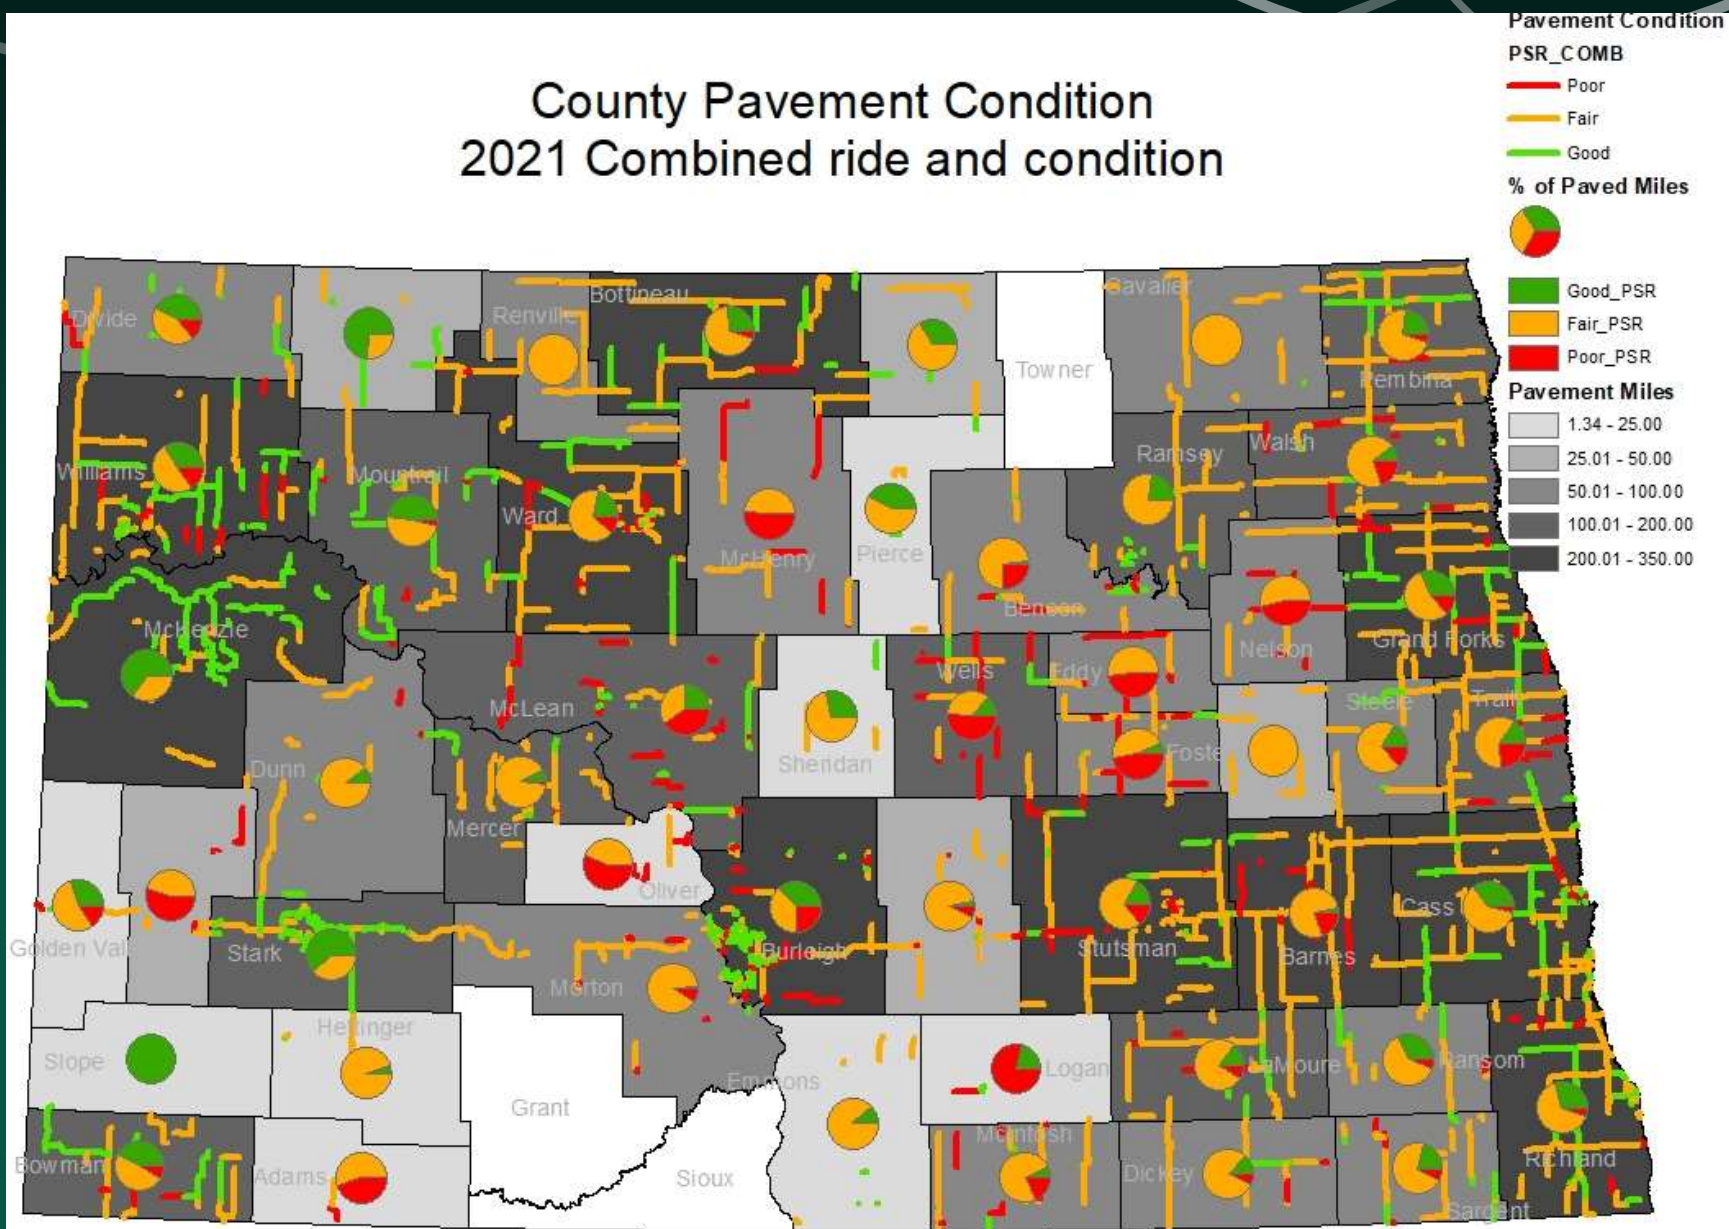 County Pavement Condition
2021 Combined ride and condition
Pavement Condition
PSR_COMB
Poor
Fair
Good
% of Paved Miles
Good_PSR
Fair_PSR
Poor_PSR
Pavement Miles
1.34 - 25.00
25.01 - 50.00
50.01 - 100.00
100.01 - 200.00
200.01 - 350.00
Divide
Renville
Bottineau
Towner
Cavalier
Pembina
Williams
Mountrail
Ward
McHenry
Pierce
Benson
Ramsey
Walsh
McKenzie
Nelson
Grand Forks
Dunn
McLean
Mercer
Sheridan
Wells
Eddy
Foste
Steele
Traill
Golden Val
Stark
Oliver
Morton
Burleigh
Stutsman
Barnes
Cass
Slope
Hettinger
Grant
Emmons
Logan
LaMoure
Ransom
Bowman
Adams
Sioux
McIntosh
Dickey
Sargent
Richland